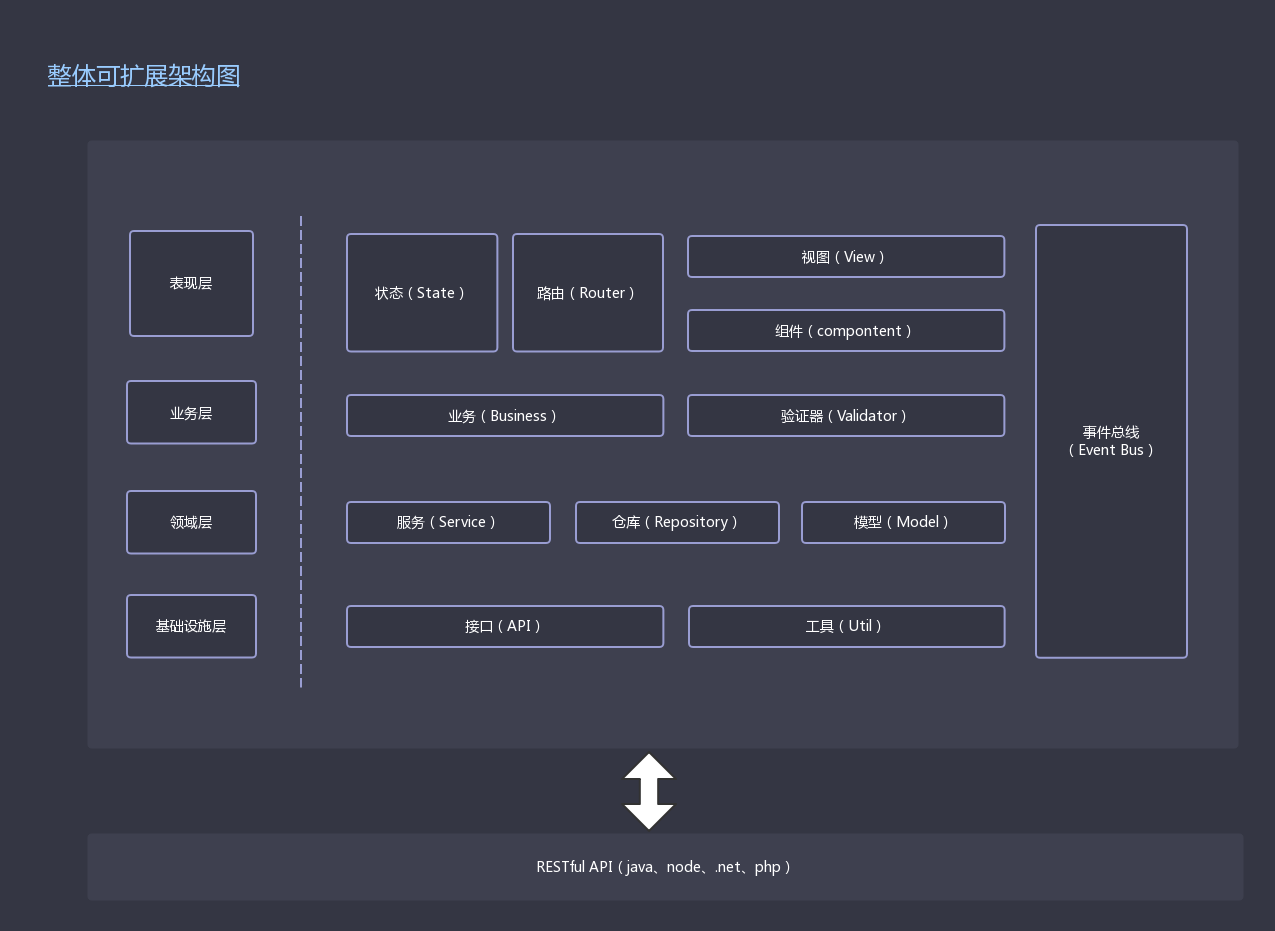 整体可扩展架构图
表现层
状态 ( State )
路由 ( Router )
视图 ( View )
组件 ( compontent )
业务层
业务 ( Business )
验证器 ( Validator )
事件总线
( Event Bus )
领域层
服务 ( Service )
仓库 ( Repository )
模型 ( Model )
基础设施层
接口 ( API )
工具 ( Util )
RESTful API ( java、node、.net、php )